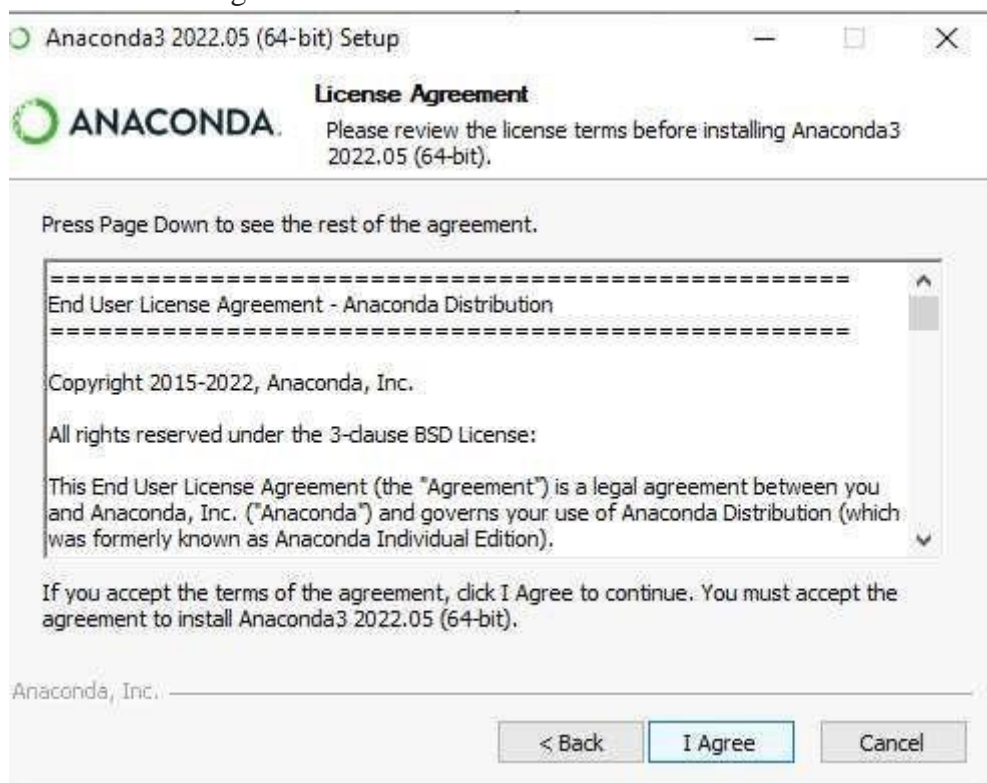 Anaconda3 2022.05 (64-bit) Setup
ANACONDA.
License Agreement
Please review the license terms before installing Anaconda3
2022.05 (64-bit).
Press Page Down to see the rest of the agreement.
==================================================
End User License Agreement - Anaconda Distribution
==================================================
Copyright 2015-2022, Anaconda, Inc.
All rights reserved under the 3-clause BSD License:
This End User License Agreement (the "Agreement") is a legal agreement between you
and Anaconda, Inc. ("Anaconda") and governs your use of Anaconda Distribution (which
was formerly known as Anaconda Individual Edition).
If you accept the terms of the agreement, click I Agree to continue. You must accept the
agreement to install Anaconda3 2022.05 (64-bit).
Anaconda, Inc.
< Back I Agree Cancel